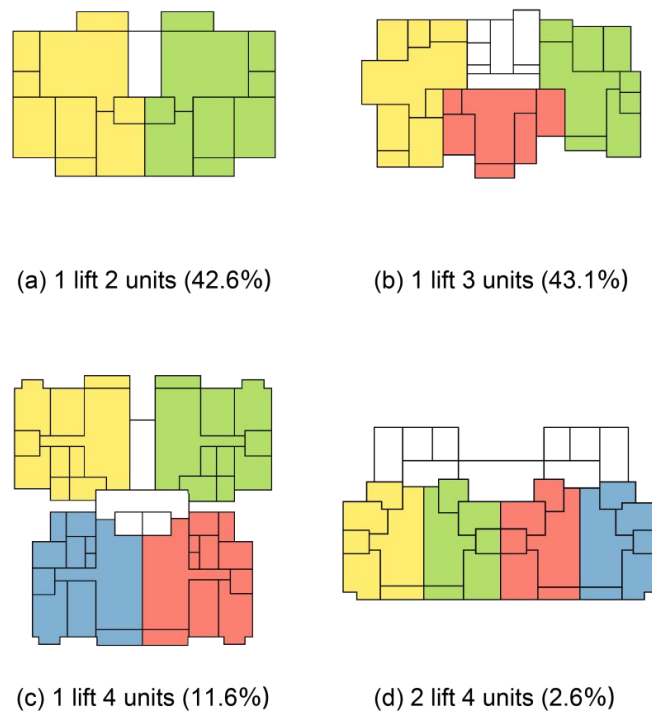 (a) 1 lift 2 units (42.6%)
(b) 1 lift 3 units (43.1%)
(c) 1 lift 4 units (11.6%)
(d) 2 lift 4 units (2.6%)